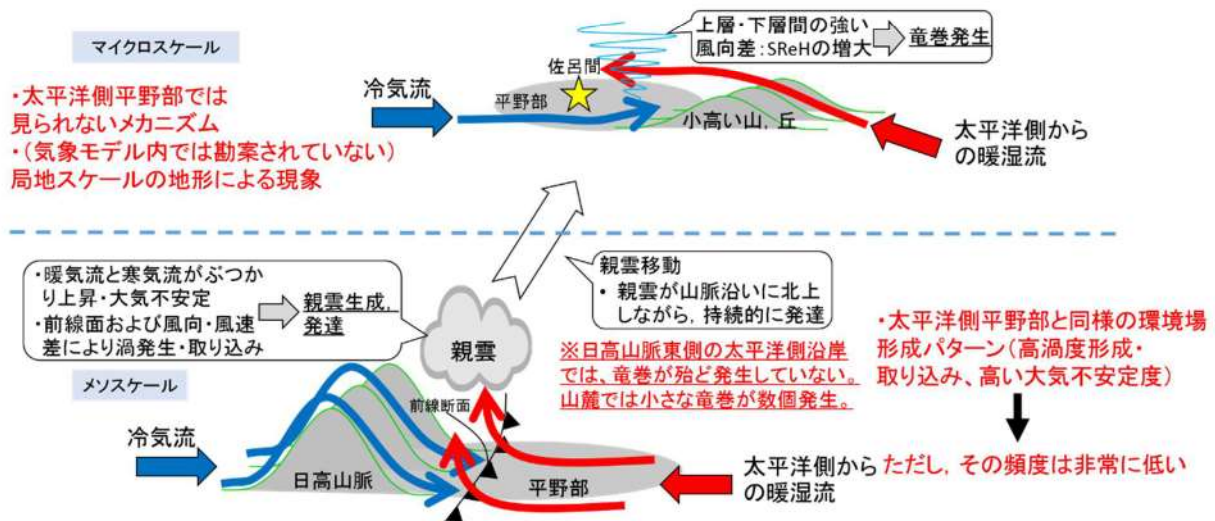 マイクロスケール
・太平洋側平野部では
見られないメカニズム
・(気象モデル内では勘案されていない)
局地スケールの地形による現象
冷気流
佐呂間
平野部
上層・下層間の強い
風向差:SReHの増大
竜巻発生
小高い山,丘
太平洋側から
の暖湿流
・暖気流と寒気流がぶつか
り上昇・大気不安定
・前線面および風向・風速
差により渦発生・取り込み
親雲生成,
発達
親雲
親雲移動
・ 親雲が山脈沿いに北上
しながら,持続的に発達
※日高山脈東側の太平洋側沿岸
では、竜巻が殆ど発生していない。
山麓では小さな竜巻が数個発生。
・太平洋側平野部と同様の環境場
形成パターン(高渦度形成・
取り込み、高い大気不安定度)
ただし,その頻度は非常に低い
メソスケール
冷気流
日高山脈
前線断面
平野部
太平洋側から
の暖湿流